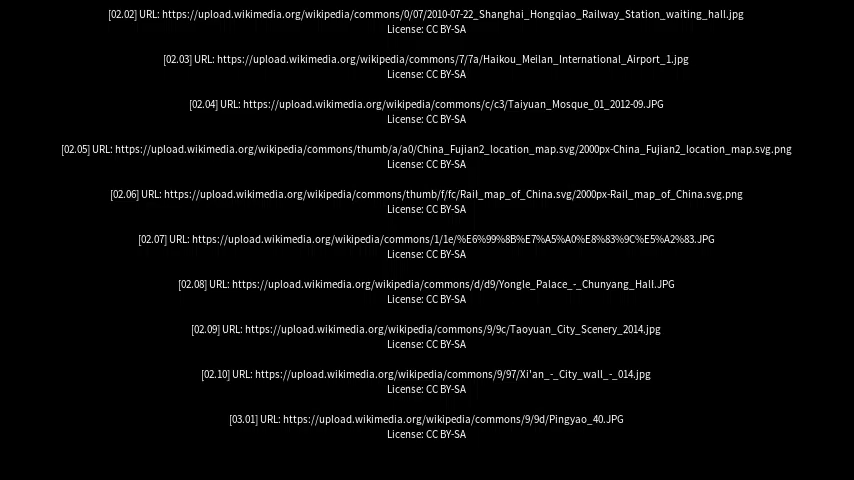 [02.02] URL: https://upload.wikimedia.org/wikipedia/commons/0/07/2010-07-22_Shanghai_Hongqiao_Railway_Station_waiting_hall.jpg
License: CC BY-SA
[02.03] URL: https://upload.wikimedia.org/wikipedia/commons/7/7a/Haikou_Meilan_International_Airport_1.jpg
License: CC BY-SA
[02.04] URL: https://upload.wikimedia.org/wikipedia/commons/c/c3/Taiyuan_Mosque_01_2012-09.JPG
License: CC BY-SA
[02.05] URL: https://upload.wikimedia.org/wikipedia/commons/thumb/a/a0/China_Fujian2_location_map.svg/2000px-China_Fujian2_location_map.svg.png
License: CC BY-SA
[02.06] URL: https://upload.wikimedia.org/wikipedia/commons/thumb/f/fc/Rail_map_of_China.svg/2000px-Rail_map_of_China.svg.png
License: CC BY-SA
[02.07] URL: https://upload.wikimedia.org/wikipedia/commons/1/1e/%E6%99%8B%E7%A5%A0%E8%83%9C%E5%A2%83.JPG
License: CC BY-SA
[02.08] URL: https://upload.wikimedia.org/wikipedia/commons/d/d9/Yongle_Palace_-_Chunyang_Hall.JPG
License: CC BY-SA
[02.09] URL: https://upload.wikimedia.org/wikipedia/commons/9/9c/Taoyuan_City_Scenery_2014.jpg
License: CC BY-SA
[02.10] URL: https://upload.wikimedia.org/wikipedia/commons/9/97/Xi'an_-_City_wall_-_014.jpg
License: CC BY-SA
[03.01] URL: https://upload.wikimedia.org/wikipedia/commons/9/9d/Pingyao_40.JPG
License: CC BY-SA